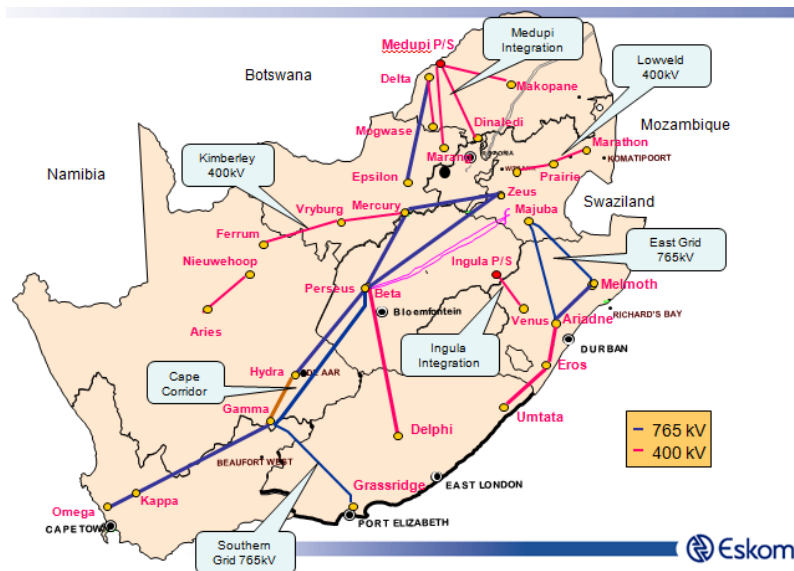 Medupi P/S
Medupi
Integration
Botswana
Delta
Makopane
Lowveld
400kV
Mogwase
Dinaledi
Mozambique
Marang
Marathon
KOMATIPOORT
Prairie
Kimberley
400kV
Namibia
Epsilon
Zeus
Swaziland
Vryburg
Mercury
Majuba
Ferrum
East Grid
765kV
Nieuwehoop
Ingula P/S
Perseus
Beta
Melmoth
Bloemfontein
Venus
Ariadne
RICHARD'S BAY
Aries
DURBAN
Ingula
Integration
Hydra
DE AAR
Eros
Cape
Corridor
Gamma
Umtata
Delphi
765 kV
400 kV
BEAUFORT WEST
EAST LONDON
Grassridge
Kappa
Omega
CAPE TOWN
PORT ELIZABETH
Southern
Grid 765kV
Eskom